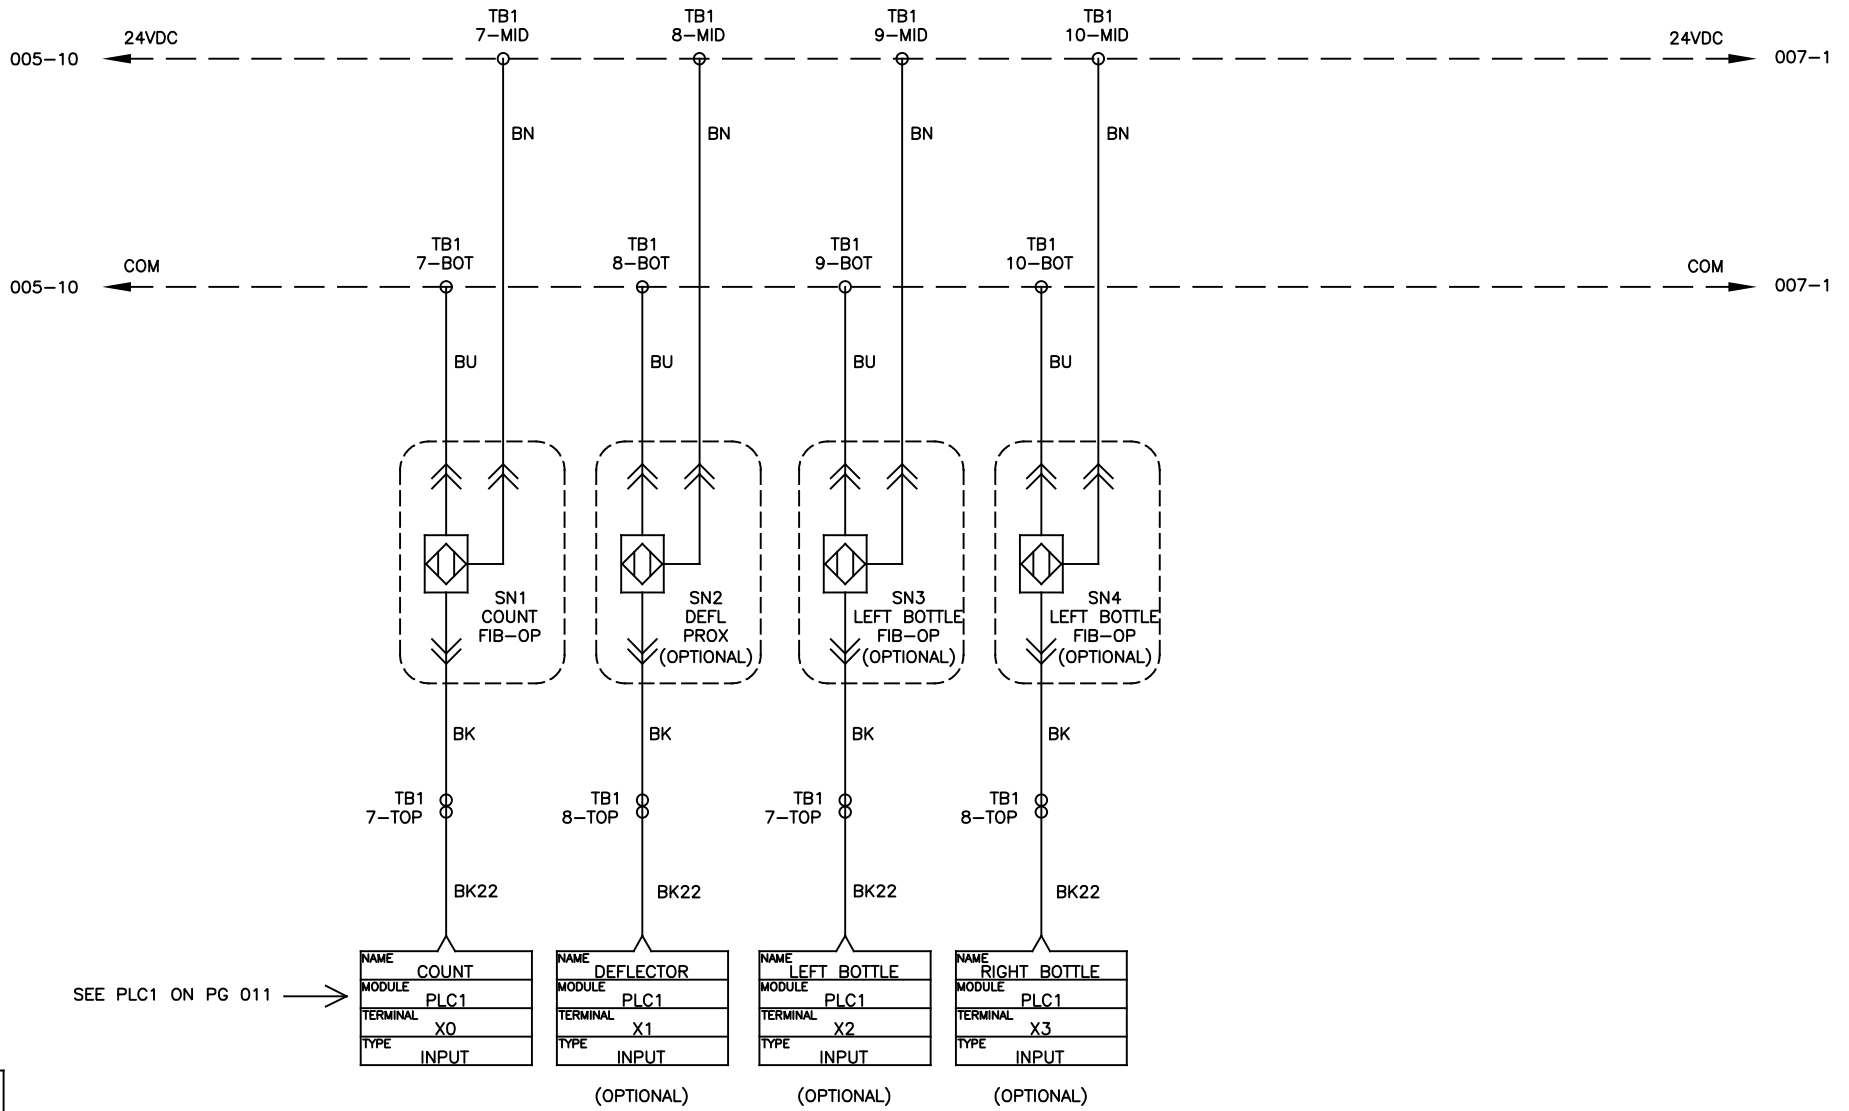 TB1
7-MID
TB1
8-MID
TB1
9-MID
TB1
10-MID
24VDC
24VDC
005-10
007-1
BN
BN
BN
BN
TB1
7-BOT
TB1
8-BOT
TB1
9-BOT
TB1
10-BOT
COM
COM
005-10
007-1
BU
BU
BU
BU
SN1
COUNT
FIB-OP
SN2
DEFL
PROX
(OPTIONAL)
SN3
LEFT BOTTLE
FIB-OP
(OPTIONAL)
SN4
LEFT BOTTLE
FIB-OP
(OPTIONAL)
BK
BK
BK
BK
TB1
7-TOP
TB1
8-TOP
TB1
7-TOP
TB1
8-TOP
BK22
BK22
BK22
BK22
SEE PLC1 ON PG 011
NAME
COUNT
MODULE
PLC1
TERMINAL
X0
TYPE
INPUT
NAME
DEFLECTOR
MODULE
PLC1
TERMINAL
X1
TYPE
INPUT
(OPTIONAL)
NAME
LEFT BOTTLE
MODULE
PLC1
TERMINAL
X2
TYPE
INPUT
(OPTIONAL)
NAME
RIGHT BOTTLE
MODULE
PLC1
TERMINAL
X3
TYPE
INPUT
(OPTIONAL)